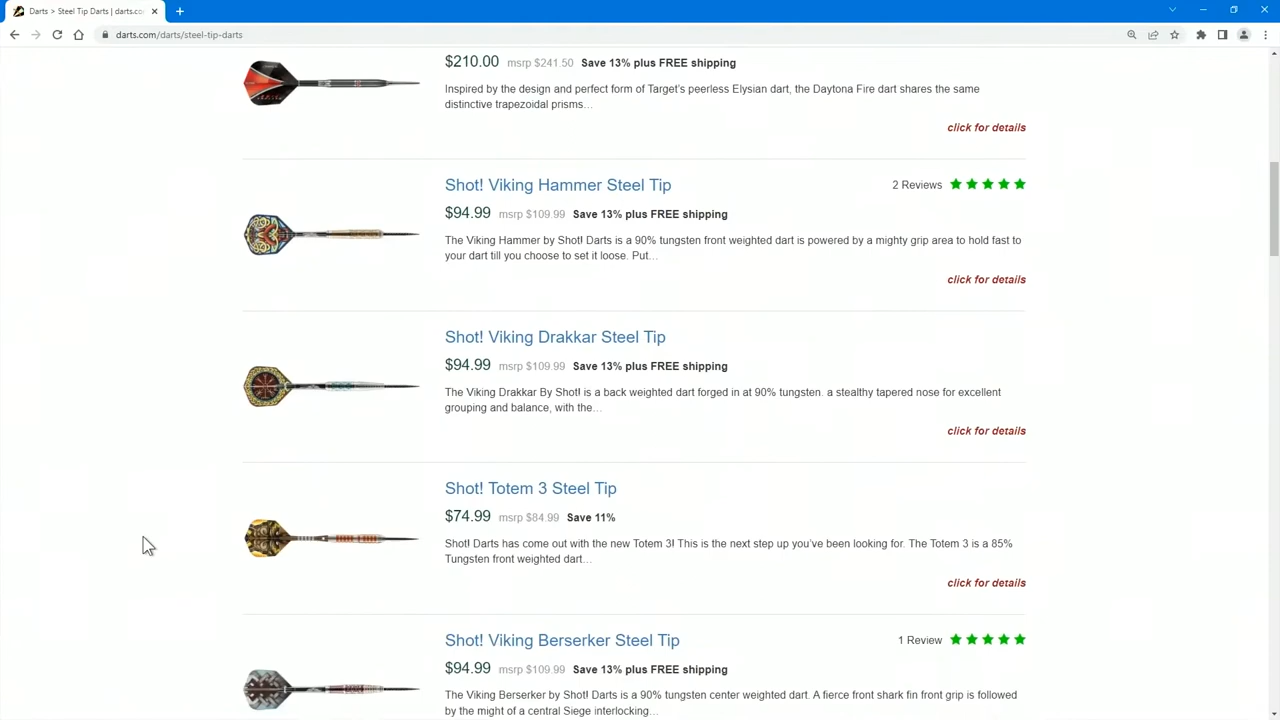 Darts > Steel Tip Darts | darts.co
darts.com/darts/steel-tip-darts
$210.00 msrp $241.50 Save 13% plus FREE shipping
Inspired by the design and perfect form of Target's peerless Elysian dart, the Daytona Fire dart shares the same
distinctive trapezoidal prisms...
click for details
Shot! Viking Hammer Steel Tip
2 Reviews
$94.99 msrp $109.99 Save 13% plus FREE shipping
The Viking Hammer by Shot! Darts is a 90% tungsten front weighted dart is powered by a mighty grip area to hold fast to
your dart till you choose to set it loose. Put...
click for details
Shot! Viking Drakkar Steel Tip
$94.99 msrp $109.99 Save 13% plus FREE shipping
The Viking Drakkar By Shot! is a back weighted dart forged in at 90% tungsten. a stealthy tapered nose for excellent
grouping and balance, with the...
click for details
Shot! Totem 3 Steel Tip
$74.99 msrp $84.99 Save 11%
Shot! Darts has come out with the new Totem 3! This is the next step up you've been looking for. The Totem 3 is a 85%
Tungsten front weighted dart...
click for details
Shot! Viking Berserker Steel Tip
1 Review
$94.99 msrp $109.99 Save 13% plus FREE shipping
The Viking Berserker by Shot! Darts is a 90% tungsten center weighted dart. A fierce front shark fin front grip is followed
by the might of a central Siege interlocking...